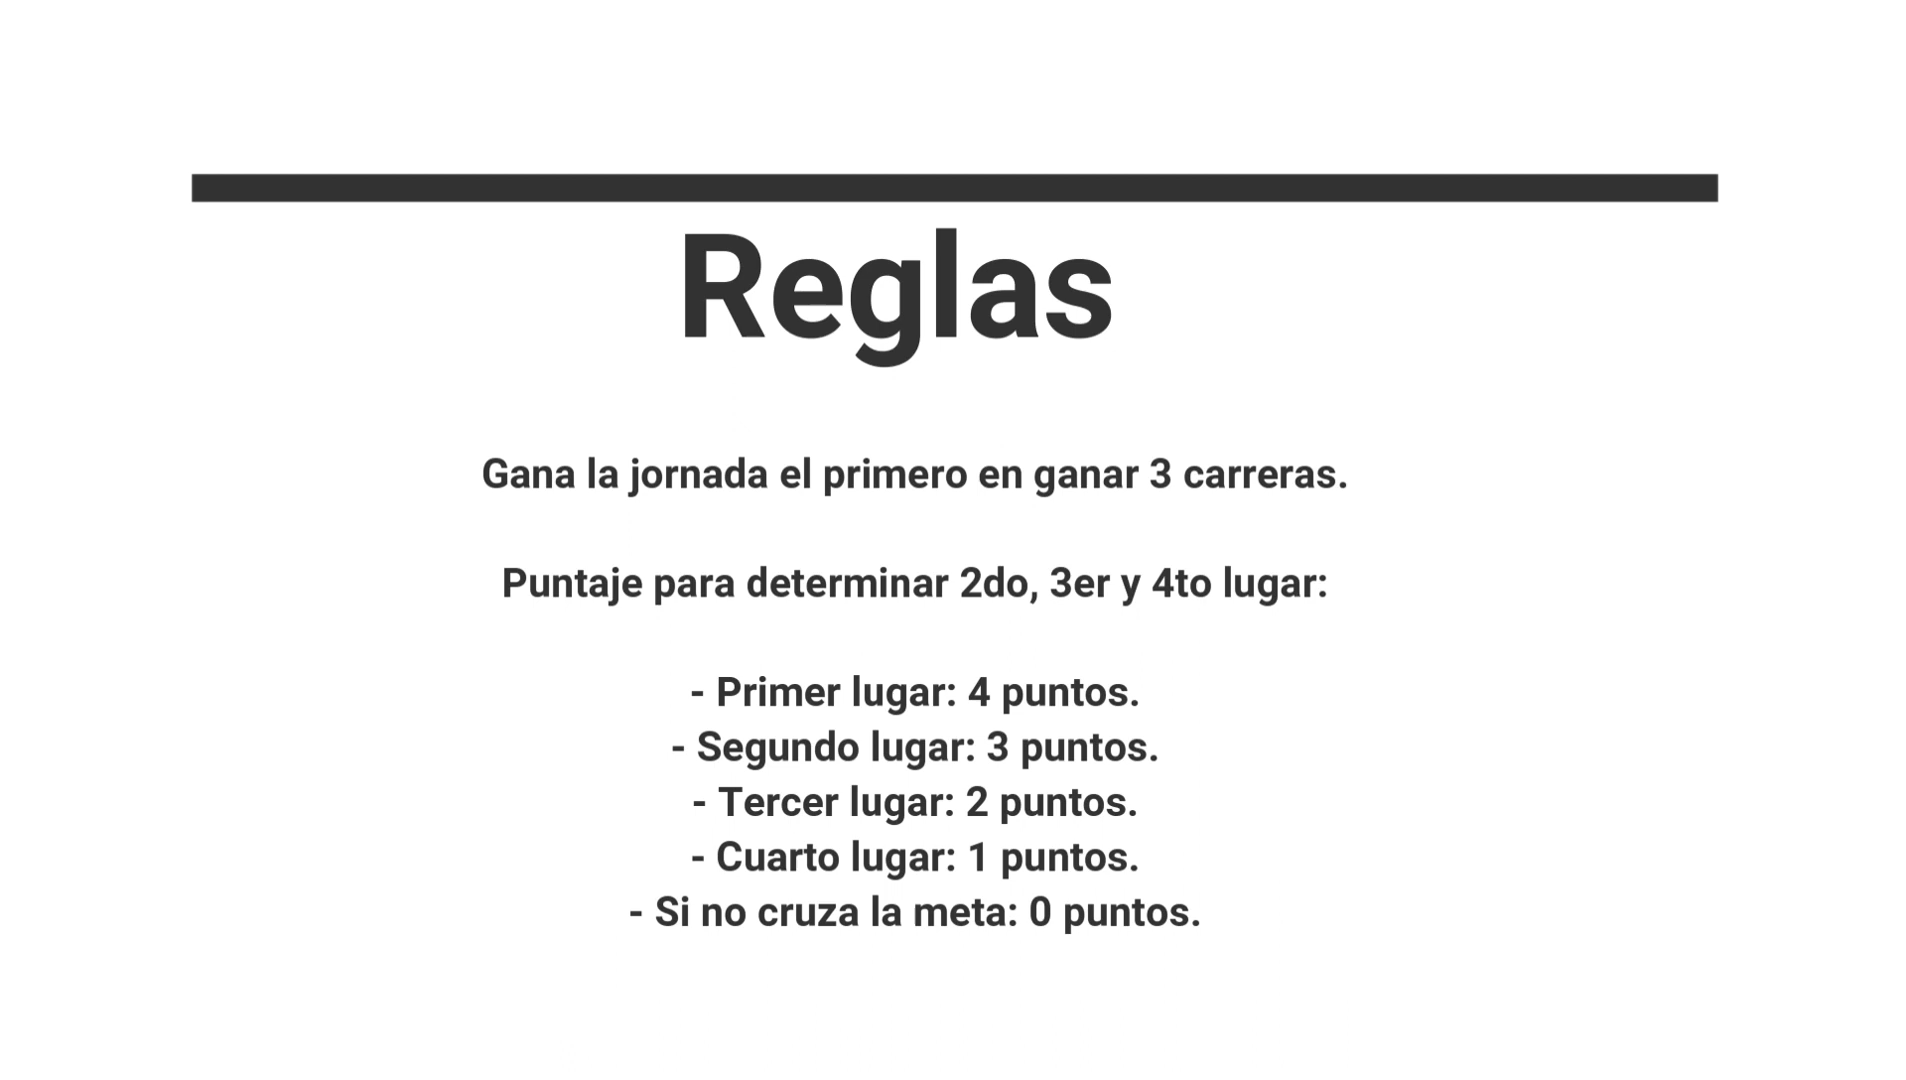 Reglas
Gana la jornada el primero en ganar 3 carreras.
Puntaje para determinar 2do, 3er y 4to lugar:
- Primer lugar: 4 puntos.
- Segundo lugar: 3 puntos.
- Tercer lugar: 2 puntos.
- Cuarto lugar: 1 puntos.
- Si no cruza la meta: 0 puntos.